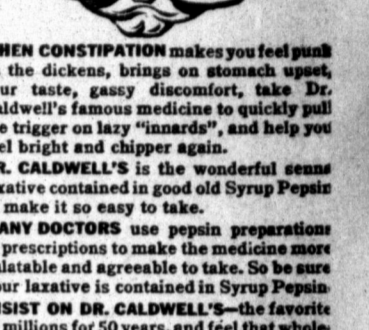 HEN CONSTIPATION makes you feel punk
the dickens, brings on stomach upset,
ur taste, gassy discomfort, take Dr.
aldwell's famous medicine to quickly pull
e trigger on lazy "innards", and help you
el bright and chipper again.
R. CALDWELL'S is the wonderful senna
xative contained in good old Syrup Pepsin
make it so easy to take.
ANY DOCTORS use pepsin preparations
prescriptions to make the medicine more
latable and agreeable to take. So be sure
our laxative is contained in Syrup Pepsin
SIST ON DR. CALDWELL'S—the favorite
millions for 50 years, and feel that whole-